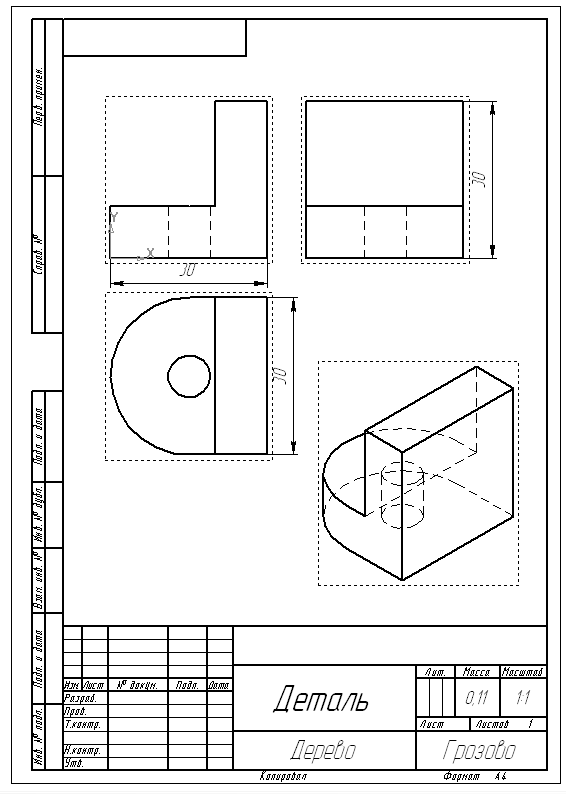 Перв. примен.
Справ. №
Подп. и дата
Инв. № дубл.
Взам. инв. №
Подп. и дата
Инв. № подл.
Y
X
30
30
30
30
Изм. Лист № докум. Подп. Дата
Разраб.
Пров.
Т.контр.
Н.контр.
Утв.
Деталь
Дерево
Лит. Масса Масштаб
0,11 1:1
Лист Листов 1
Грозово
Копировал Формат А4